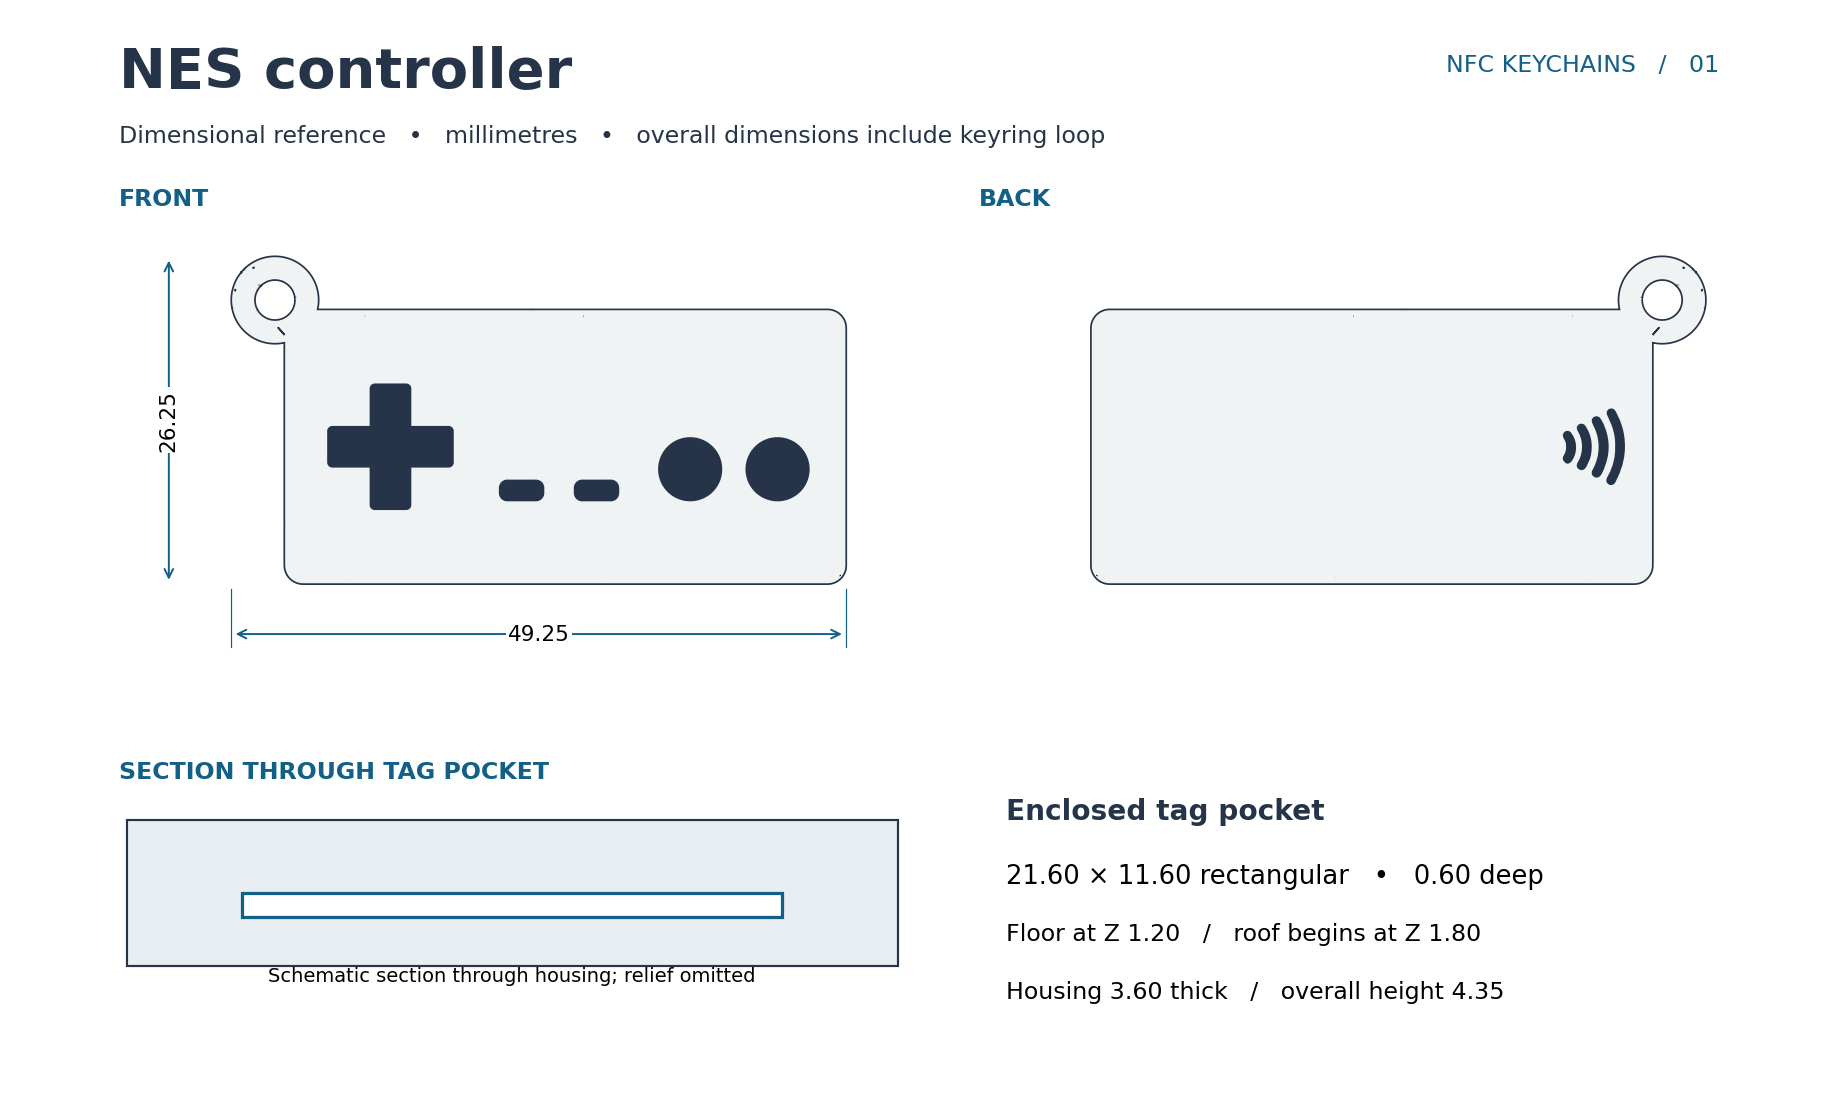 NES controller
NFC KEYCHAINS / 01
Dimensional reference • millimetres • overall dimensions include keyring loop
FRONT
BACK
26.25
49.25
SECTION THROUGH TAG POCKET
Schematic section through housing; relief omitted
Enclosed tag pocket
21.60 × 11.60 rectangular • 0.60 deep
Floor at Z 1.20 / roof begins at Z 1.80
Housing 3.60 thick / overall height 4.35